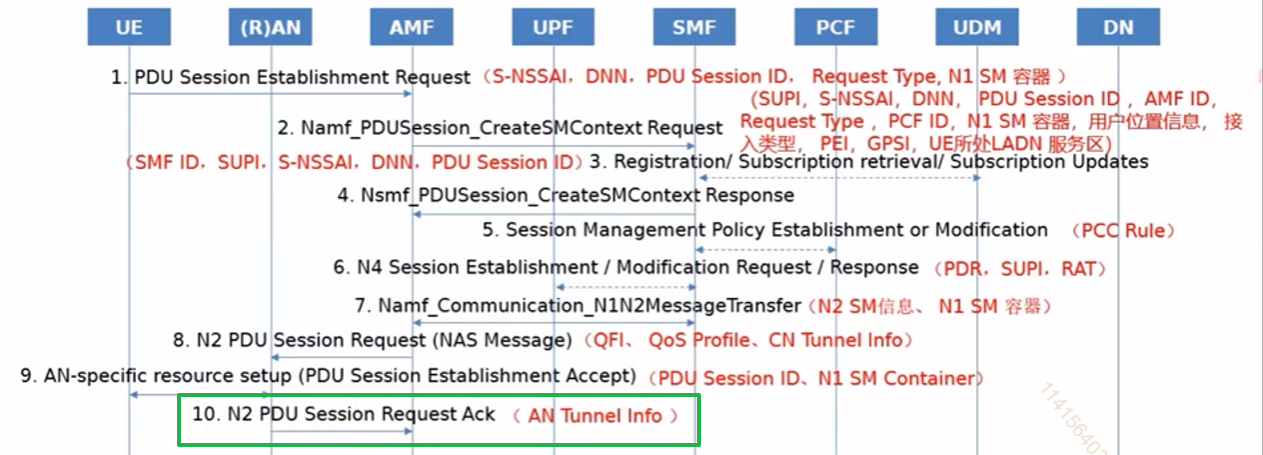 UE (R)AN AMF UPF SMF PCF UDM DN
1. PDU Session Establishment Request（S-NSSAI，DNN，PDU Session ID， Request Type, N1 SM 容器 ）
(SUPI，S-NSSAI，DNN， PDU Session ID ，AMF ID,
2. Namf_PDUSession_CreateSMContext Request Request Type ，PCF ID，N1 SM 容器，用户位置信息， 接
入类型， PEI，GPSI，UE所处LADN 服务区)
（SMF ID，SUPI，S-NSSAI，DNN，PDU Session ID）3. Registration/ Subscription retrieval/ Subscription Updates
4. Nsmf_PDUSession_CreateSMContext Response
5. Session Management Policy Establishment or Modification （PCC Rule）
6. N4 Session Establishment / Modification Request / Response （PDR，SUPI，RAT）
7. Namf_Communication_N1N2MessageTransfer（N2 SM信息、 N1 SM 容器）
8. N2 PDU Session Request (NAS Message)（QFI、 QoS Profile、CN Tunnel Info）
9. AN-specific resource setup (PDU Session Establishment Accept) （PDU Session ID、N1 SM Container）
10. N2 PDU Session Request Ack （ AN Tunnel Info ）